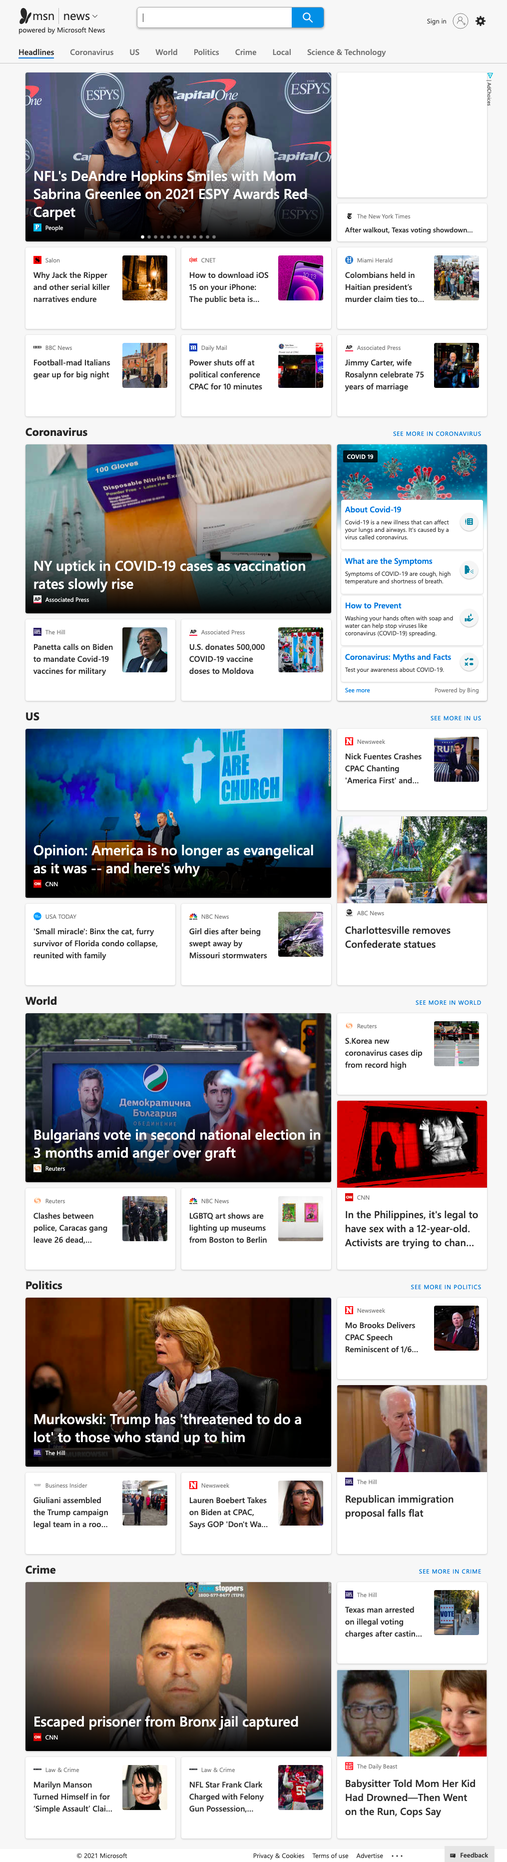 msn | news
powered by Microsoft News
Sign in
Headlines Coronavirus US World Politics Crime Local Science & Technology
ESPYS
Capital One
ESPYS
NFL's DeAndre Hopkins Smiles with Mom
Sabrina Greenlee on 2021 ESPY Awards Red
Carpet
People
AdChoices
The New York Times
After walkout, Texas voting showdown...
Salon
Why Jack the Ripper
and other serial killer
narratives endure
CNET
How to download iOS
15 on your iPhone:
The public beta is...
Miami Herald
Colombians held in
Haitian president's
murder claim ties to...
BBC News
Football-mad Italians
gear up for big night
Daily Mail
Power shuts off at
political conference
CPAC for 10 minutes
Associated Press
Jimmy Carter, wife
Rosalynn celebrate 75
years of marriage
Coronavirus
SEE MORE IN CORONAVIRUS
100 Gloves
Disposable Nitrile Exam
NY uptick in COVID-19 cases as vaccination
rates slowly rise
Associated Press
COVID 19
About Covid-19
Covid-19 is a new illness that can affect
your lungs and airways. It's caused by a
virus called coronavirus.
What are the Symptoms
Symptoms of COVID-19 are cough, high
temperature and shortness of breath.
How to Prevent
Washing your hands often with soap and
water can help stop viruses like
coronavirus (COVID-19) spreading.
Coronavirus: Myths and Facts
Test your awareness about COVID-19.
See more
Powered by Bing
The Hill
Panetta calls on Biden
to mandate Covid-19
vaccines for military
Associated Press
U.S. donates 500,000
COVID-19 vaccine
doses to Moldova
US
SEE MORE IN US
WE
ARE
CHURCH
Opinion: America is no longer as evangelical
as it was -- and here's why
CNN
Newsweek
Nick Fuentes Crashes
CPAC Chanting
'America First' and...
ABC News
Charlottesville removes
Confederate statues
USA TODAY
'Small miracle': Binx the cat, furry
survivor of Florida condo collapse,
reunited with family
NBC News
Girl dies after being
swept away by
Missouri stormwaters
World
SEE MORE IN WORLD
Демократична
България
ОБЕДИНЕНИЕ
Bulgarians vote in second national election in
3 months amid anger over graft
Reuters
Reuters
S.Korea new
coronavirus cases dip
from record high
CNN
In the Philippines, it's legal to
have sex with a 12-year-old.
Activists are trying to chan...
Reuters
Clashes between
police, Caracas gang
leave 26 dead,...
NBC News
LGBTQ art shows are
lighting up museums
from Boston to Berlin
Politics
SEE MORE IN POLITICS
Murkowski: Trump has 'threatened to do a
lot' to those who stand up to him
The Hill
Newsweek
Mo Brooks Delivers
CPAC Speech
Reminiscent of 1/6...
The Hill
Republican immigration
proposal falls flat
Business Insider
Giuliani assembled
the Trump campaign
legal team in a roo...
Newsweek
Lauren Boebert Takes
on Biden at CPAC,
Says GOP 'Don't Wa...
Crime
SEE MORE IN CRIME
stoppers
1-800-577-8477 (TIPS)
Escaped prisoner from Bronx jail captured
CNN
The Hill
Texas man arrested
on illegal voting
charges after castin...
VOTE
The Daily Beast
Babysitter Told Mom Her Kid
Had Drowned—Then Went
on the Run, Cops Say
Law & Crime
Marilyn Manson
Turned Himself in for
'Simple Assault' Clai...
Law & Crime
NFL Star Frank Clark
Charged with Felony
Gun Possession,...
© 2021 Microsoft
Privacy & Cookies Terms of use Advertise
Feedback